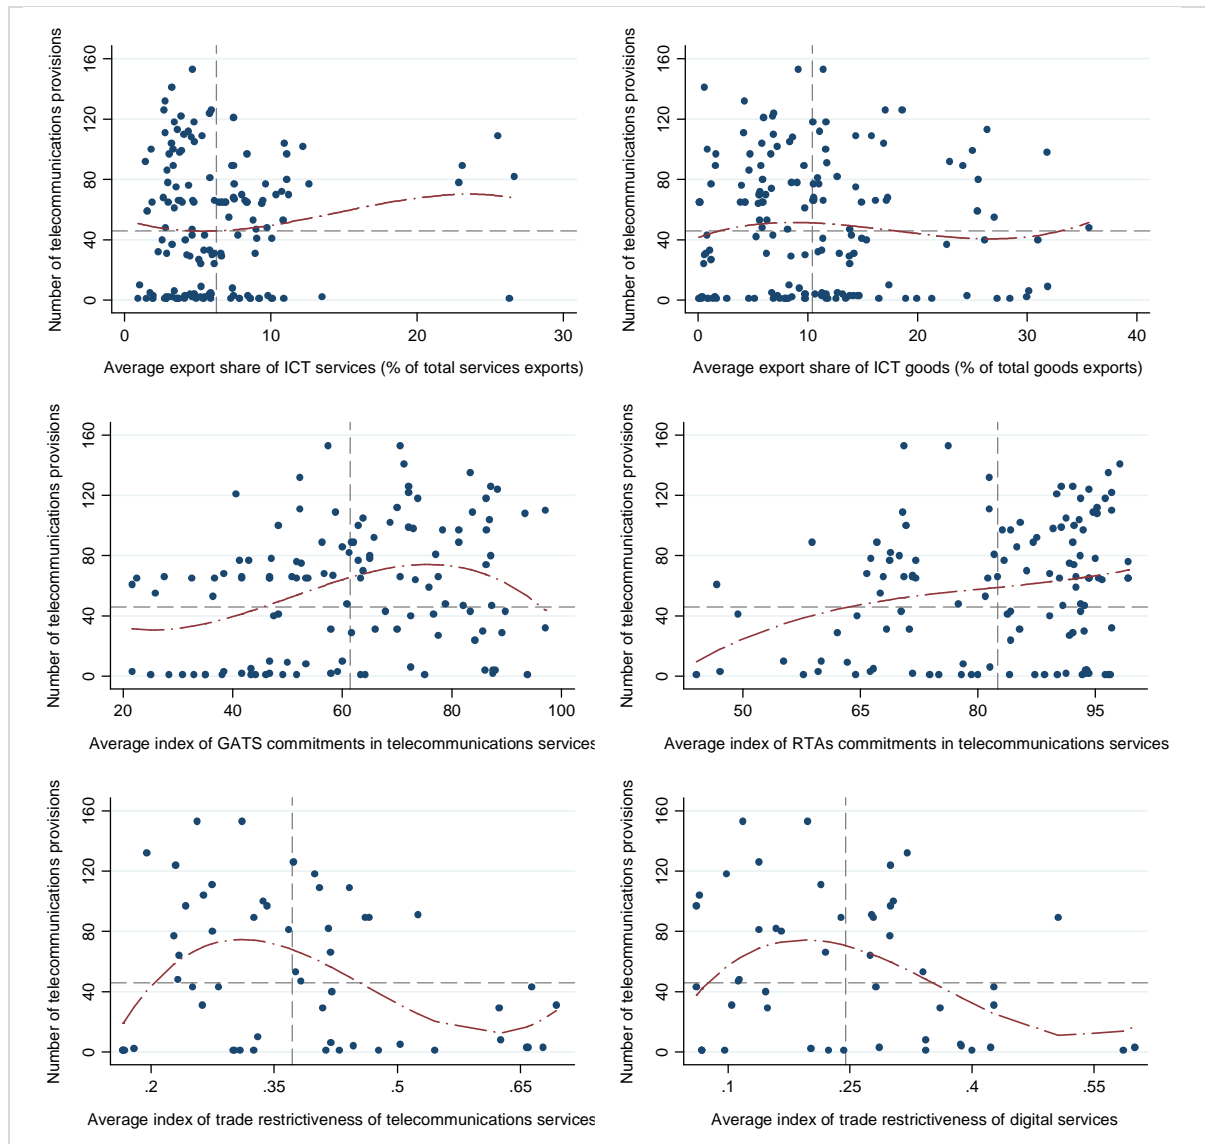 Number of telecommunications provisions
160
120
80
40
0
0 10 20 30
Average export share of ICT services (% of total services exports)
Number of telecommunications provisions
160
120
80
40
0
0 10 20 30 40
Average export share of ICT goods (% of total goods exports)
Number of telecommunications provisions
160
120
80
40
0
20 40 60 80 100
Average index of GATS commitments in telecommunications services
Number of telecommunications provisions
160
120
80
40
0
50 65 80 95
Average index of RTAs commitments in telecommunications services
Number of telecommunications provisions
160
120
80
40
0
.2 .35 .5 .65
Average index of trade restrictiveness of telecommunications services
Number of telecommunications provisions
160
120
80
40
0
.1 .25 .4 .55
Average index of trade restrictiveness of digital services